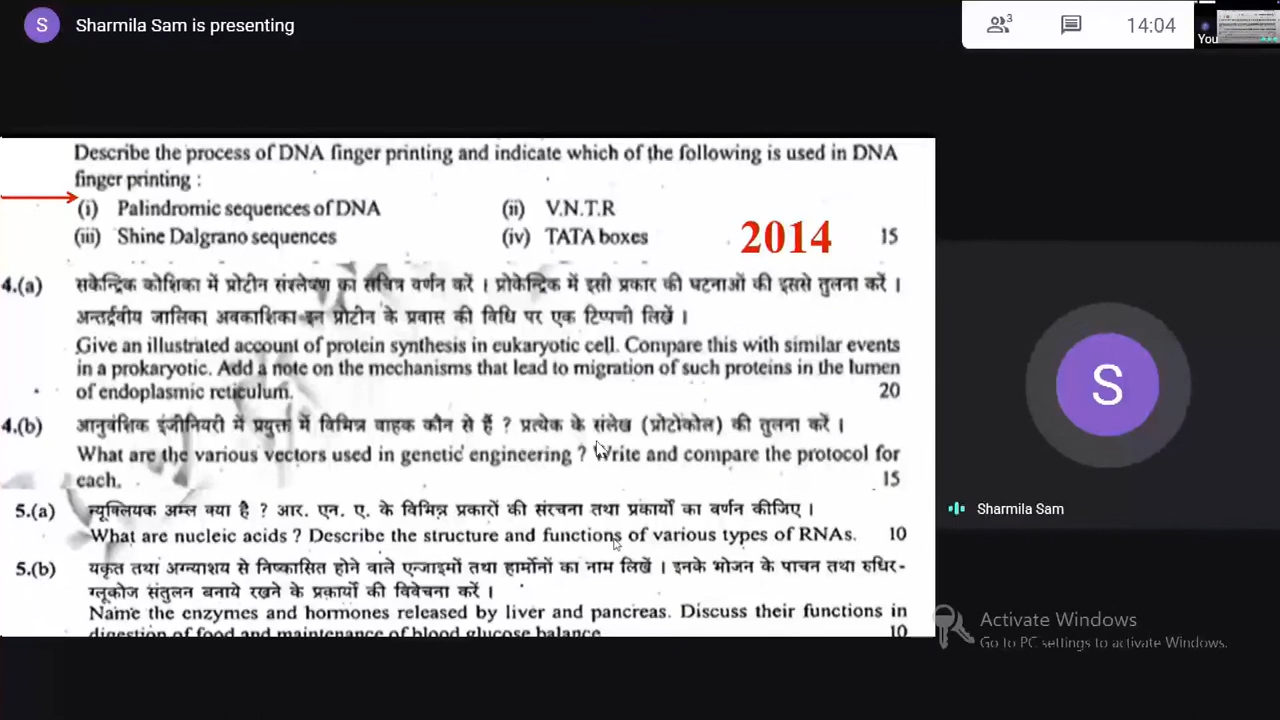 S Sharmila Sam is presenting
3
14:04
You
Describe the process of DNA finger printing and indicate which of the following is used in DNA
finger printing :
(i) Palindromic sequences of DNA (ii) V.N.T.R
(iii) Shine Dalgrano sequences (iv) TATA boxes 2014 15
4.(a) सकेन्द्रिक कोशिका में प्रोटीन संश्लेषण का सचित्र वर्णन करें । प्रोकेन्द्रिक में इसी प्रकार की घटनाओं की इससे तुलना करें ।
अन्तर्द्रवीय जालिका अवकाशिका इन प्रोटीन के प्रवास की विधि पर एक टिप्पणी लिखें ।
Give an illustrated account of protein synthesis in eukaryotic cell. Compare this with similar events
in a prokaryotic. Add a note on the mechanisms that lead to migration of such proteins in the lumen
of endoplasmic reticulum. 20
4.(b) आनुवंशिक इंजीनियरी में प्रयुक्त में विभिन्न वाहक कौन से हैं ? प्रत्येक के संलेख (प्रोटोकोल) की तुलना करें ।
What are the various vectors used in genetic engineering ? Write and compare the protocol for
each. 15
5.(a) न्यूक्लियक अम्ल क्या है ? आर. एन. ए. के विभिन्न प्रकारों की संरचना तथा प्रकार्यों का वर्णन कीजिए ।
What are nucleic acids ? Describe the structure and functions of various types of RNAs. 10
5.(b) यकृत तथा अग्न्याशय से निष्कासित होने वाले एन्जाइमों तथा हार्मोनों का नाम लिखें । इनके भोजन के पाचन तथा रुधिर-
ग्लूकोज संतुलन बनाये रखने के प्रकार्यों की विवेचना करें ।
Name the enzymes and hormones released by liver and pancreas. Discuss their functions in
digestion of food and maintenance of blood glucose balance 10
S
Sharmila Sam
Activate Windows
Go to PC settings to activate Windows.